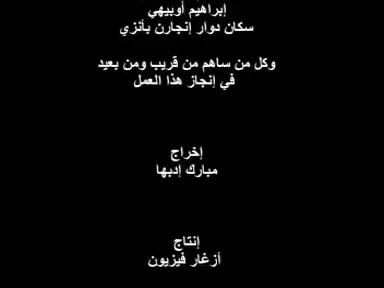 إبراهيم أوبيهي
سكان دوار إنجارن بأنزي
وكل من ساهم من قريب ومن بعيد
في إنجاز هذا العمل
إخراج
مبارك إدبها
إنتاج
أزغار فيزيون